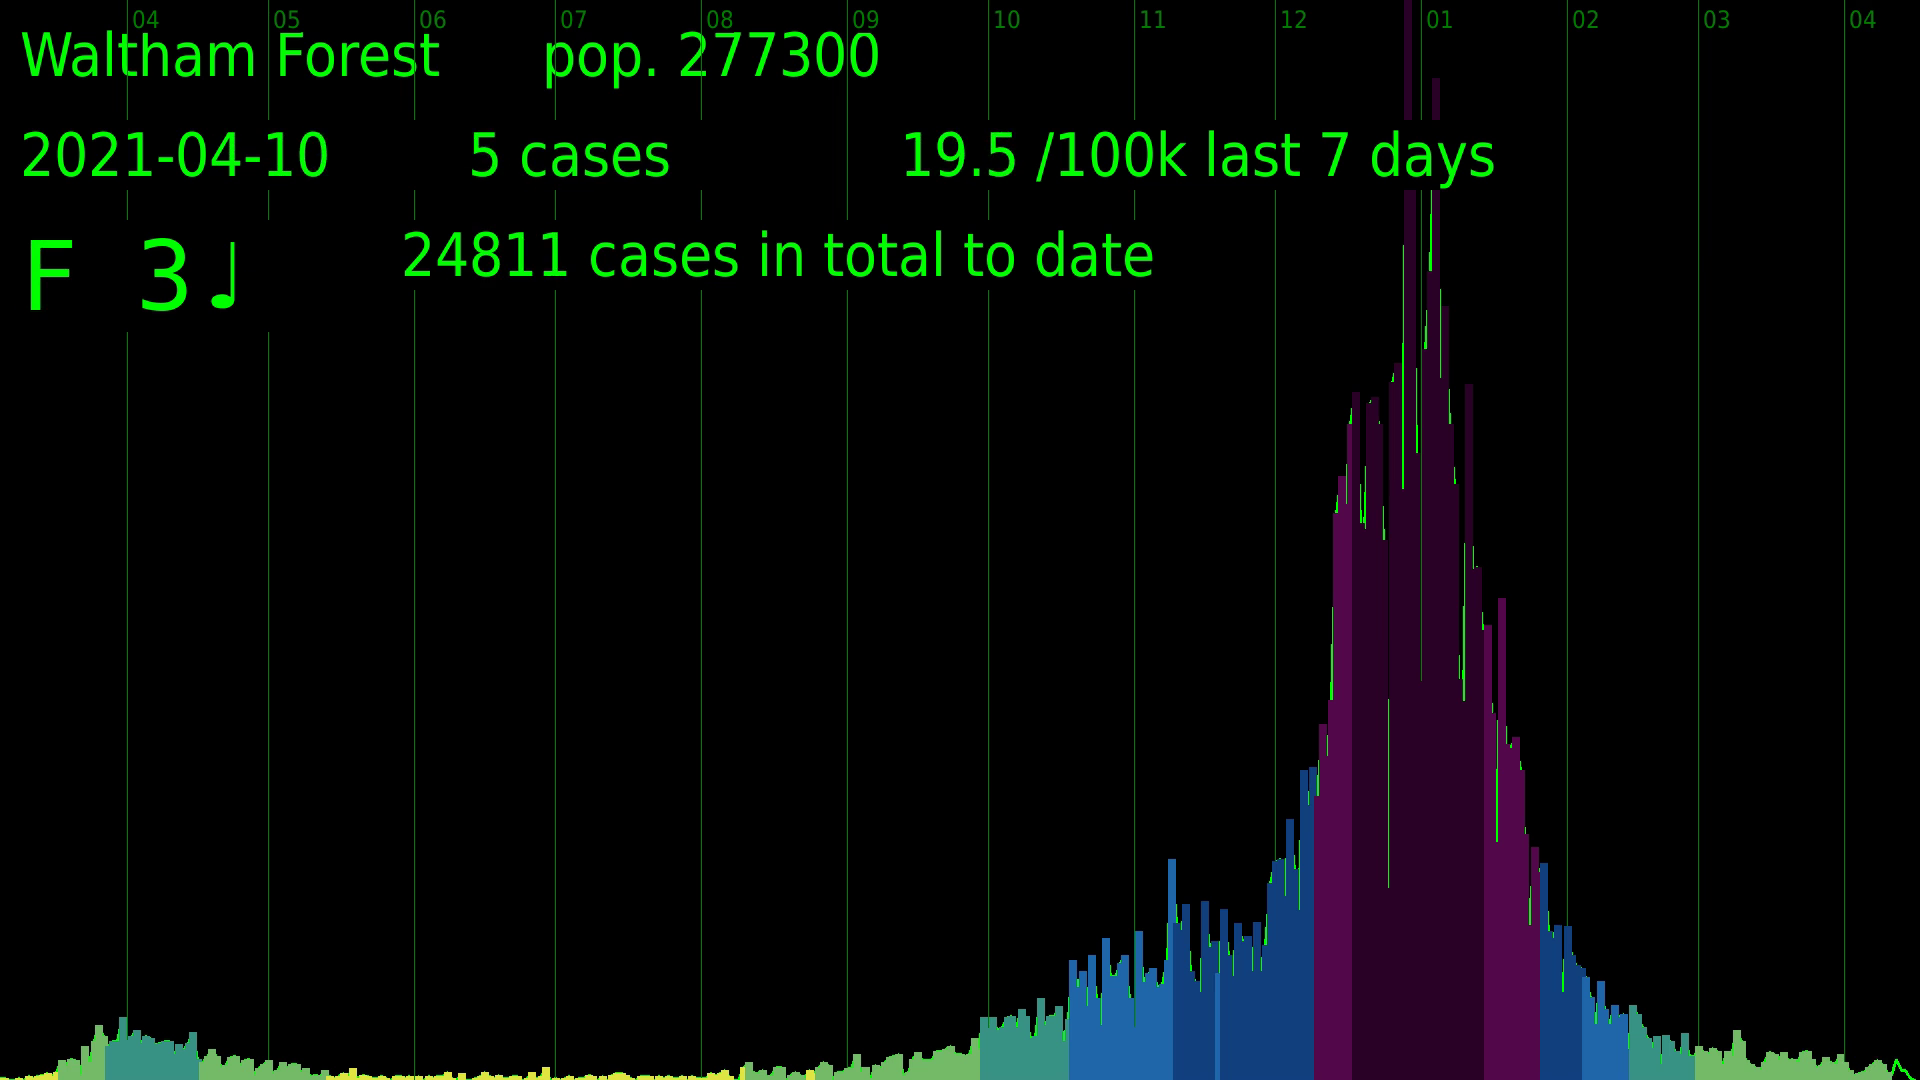 04 05 06 07 08 09 10 11 12 01 02 03 04
Waltham Forest pop. 277300
2021-04-10 5 cases 19.5 /100k last 7 days
F 3♩ 24811 cases in total to date